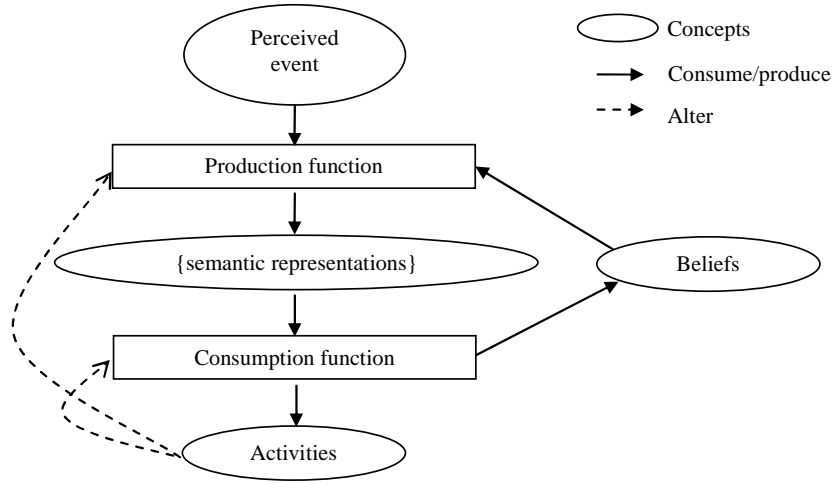 Perceived
event
Concepts
Consume/produce
Alter
Production function
{semantic representations}
Beliefs
Consumption function
Activities